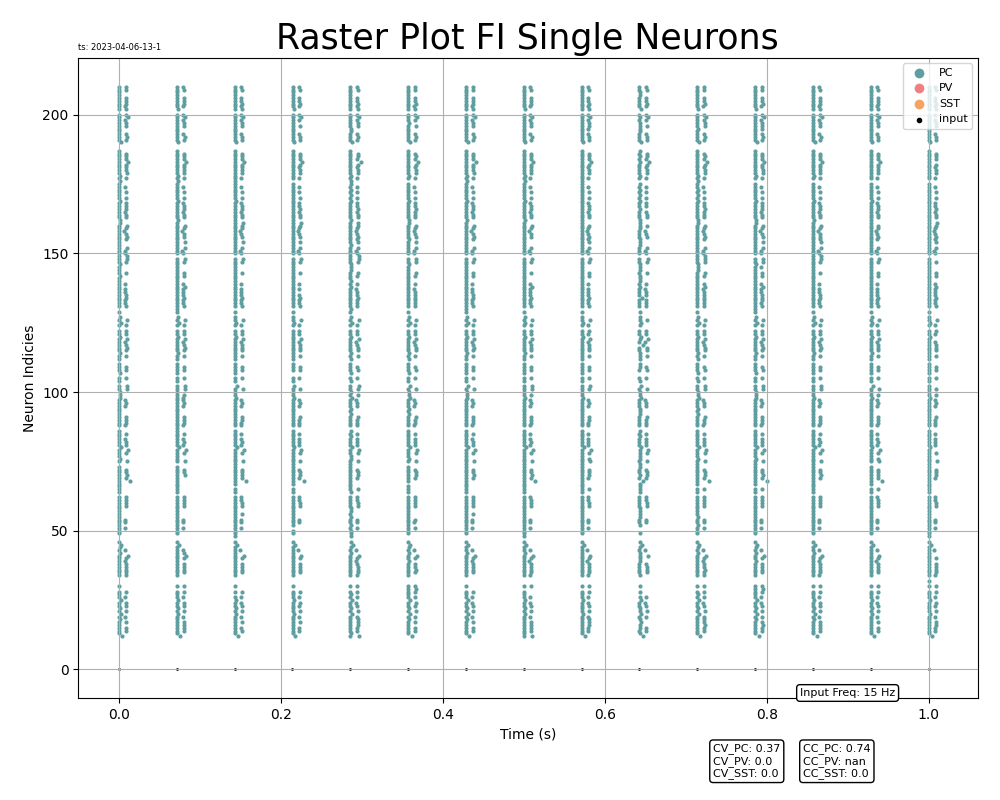 Raster Plot FI Single Neurons
ts: 2023-04-06-13-1
PC
PV
SST
input
200
150
100
50
0
Neuron Indicies
0.0 0.2 0.4 0.6 0.8 1.0
Time (s)
Input Freq: 15 Hz
CV_PC: 0.37
CV_PV: 0.0
CV_SST: 0.0
CC_PC: 0.74
CC_PV: nan
CC_SST: 0.0